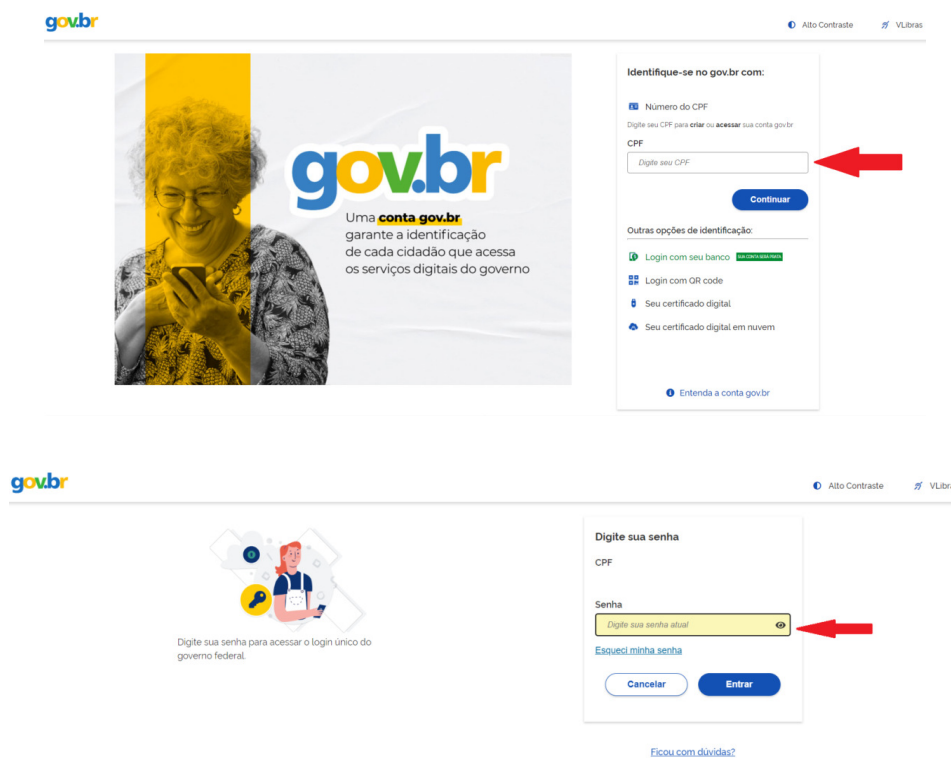 gov.br
Alto Contraste
VLibras
Identifique-se no gov.br com:
Número do CPF
Digite seu CPF para criar ou acessar sua conta gov.br
CPF
Digite seu CPF
Continuar
gov.br
Uma conta gov.br
garante a identificação
de cada cidadão que acessa
os serviços digitais do governo
Outras opções de identificação:
Login com seu banco SUA CONTA SERÁ PRATA
Login com QR code
Seu certificado digital
Seu certificado digital em nuvem
Entenda a conta gov.br
gov.br
Alto Contraste
VLibra
Digite sua senha para acessar o login único do
governo federal.
Digite sua senha
CPF
Senha
Digite sua senha atual
Esqueci minha senha
Cancelar
Entrar
Ficou com dúvidas?